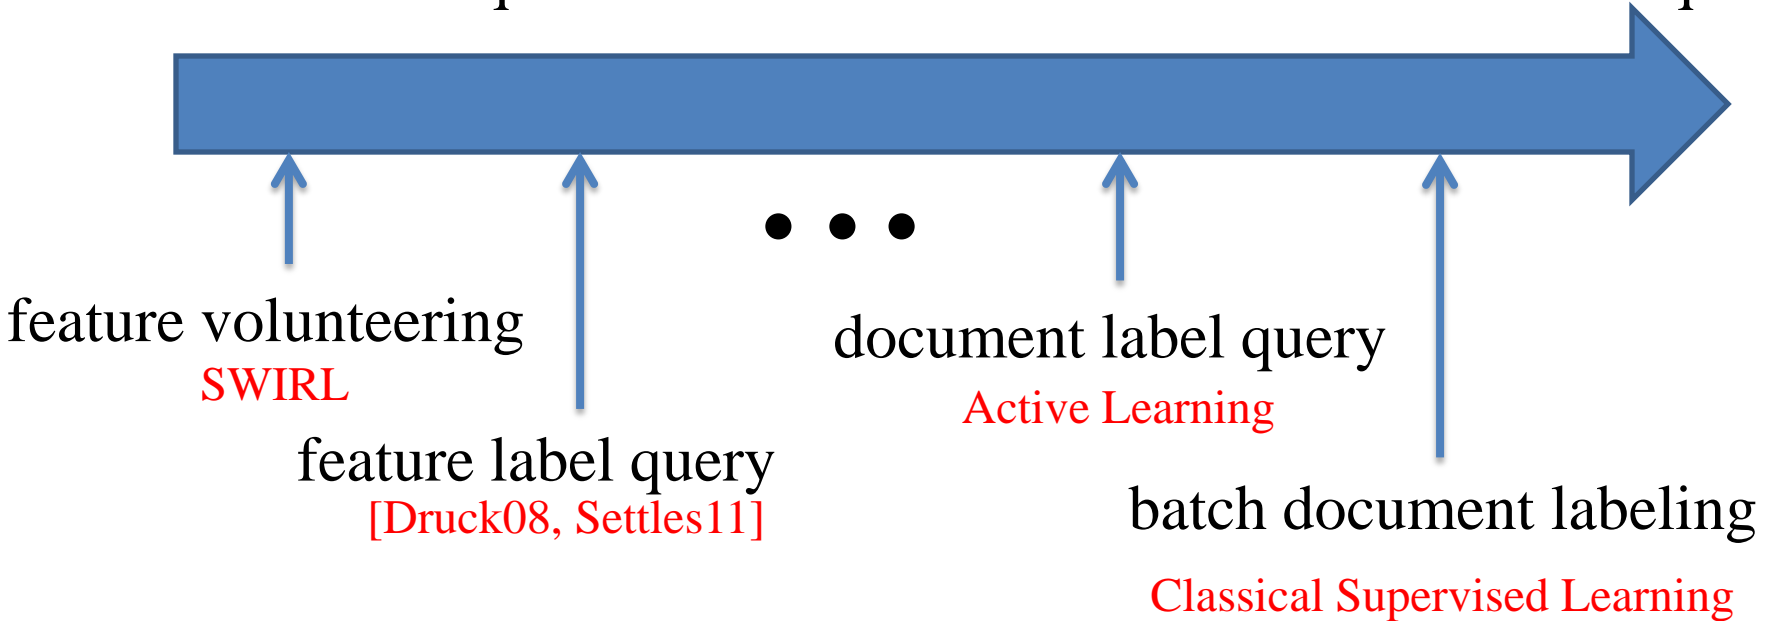 feature volunteering
SWIRL
feature label query
[Druck08, Settles11]
• • •
document label query
Active Learning
batch document labeling
Classical Supervised Learning